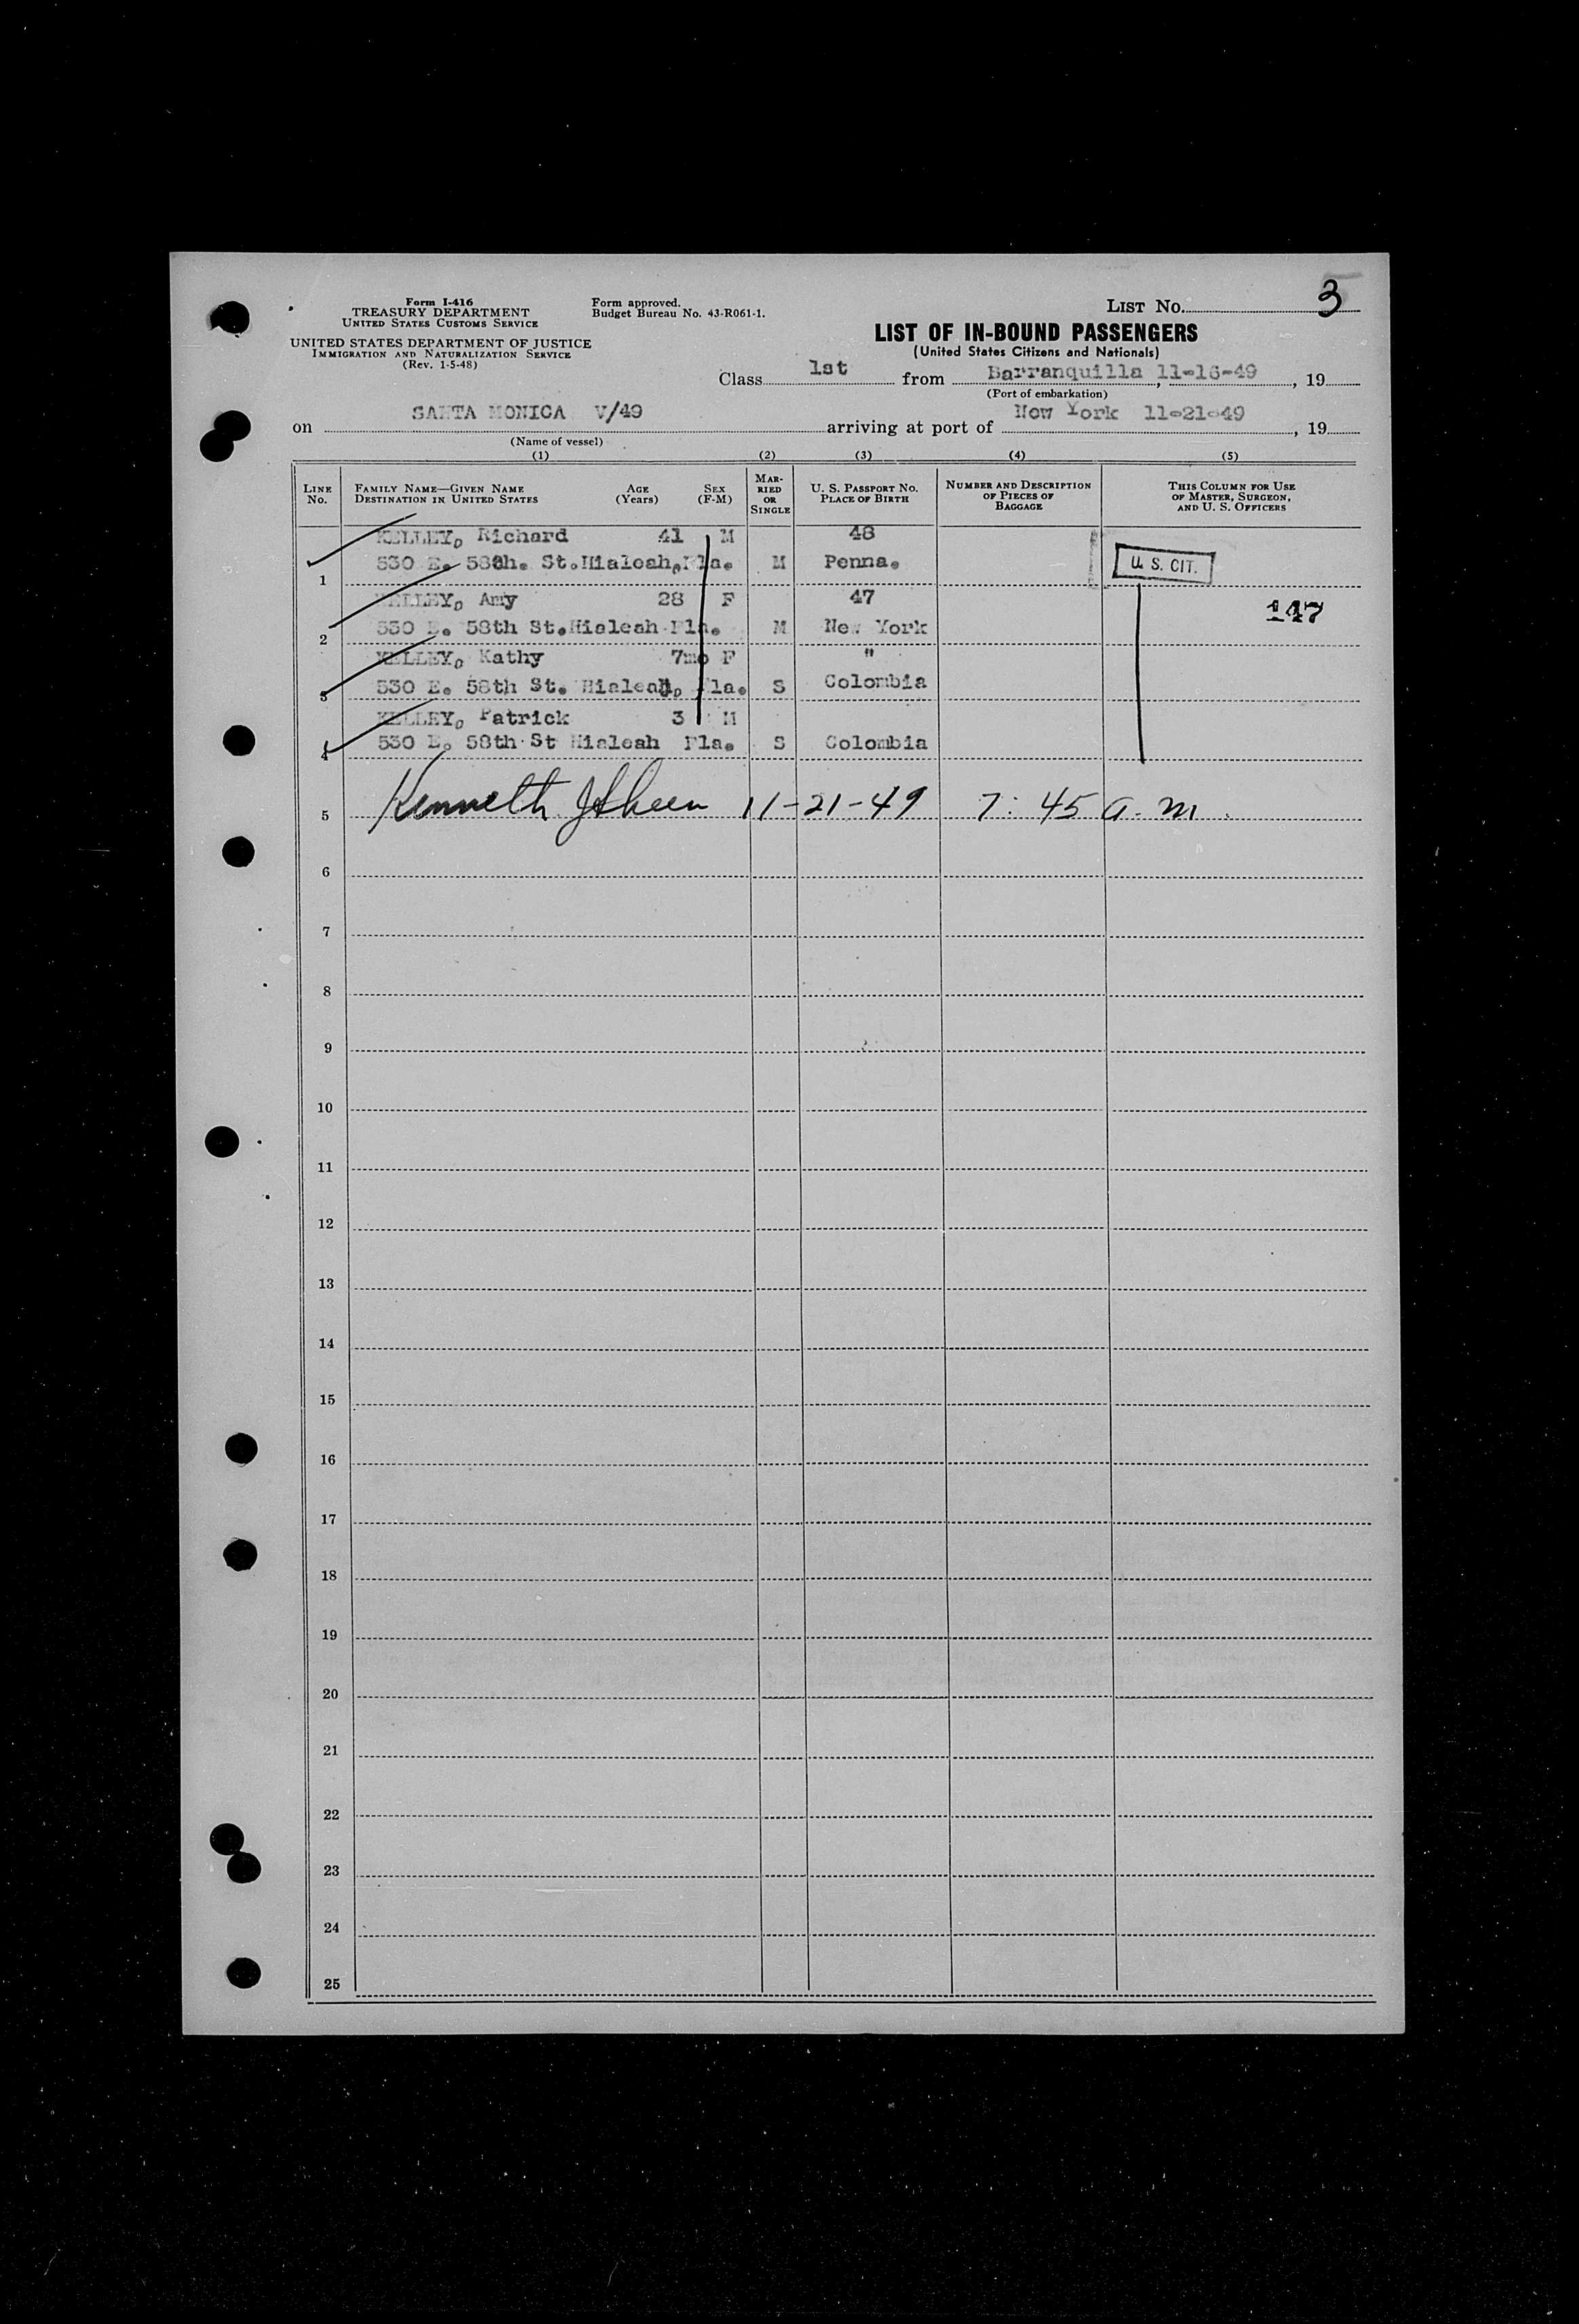 Form I-416
TREASURY DEPARTMENT
UNITED STATES CUSTOMS SERVICE
UNITED STATES DEPARTMENT OF JUSTICE
IMMIGRATION AND NATURALIZATION SERVICE
(Rev. 1-5-48)
Form approved.
Budget Bureau No. 43-R061-1.
LIST No. 3
LIST OF IN-BOUND PASSENGERS
(United States Citizens and Nationals)
Class 1st from Barranquilla, 11-16-49, 19
(Port of embarkation)
on SANTA MONICA V/49 arriving at port of New York 11-21-49, 19
(Name of vessel)
(1) (2) (3) (4) (5)
LINE No. FAMILY NAME—GIVEN NAME DESTINATION IN UNITED STATES AGE (Years) SEX (F-M) MARRIED OR SINGLE U. S. PASSPORT No. PLACE OF BIRTH NUMBER AND DESCRIPTION OF PIECES OF BAGGAGE THIS COLUMN FOR USE OF MASTER, SURGEON, AND U. S. OFFICERS
KELLEY, Richard 41 M 48
1 530 E. 58th. St. Hialeah, Fla. M Penna. U. S. CIT.
KELLEY, Amy 28 F 47 147
2 530 E. 58th St. Hialeah Fla. M New York
KELLEY, Kathy 7mo F "
3 530 E. 58th St. Hialeah, Fla. S Colombia
KELLEY, Patrick 3 M
4 530 E. 58th St Hialeah Fla. S Colombia
5 Kenneth 11-21-49 7:45 a.m.
6
7
8
9
10
11
12
13
14
15
16
17
18
19
20
21
22
23
24
25